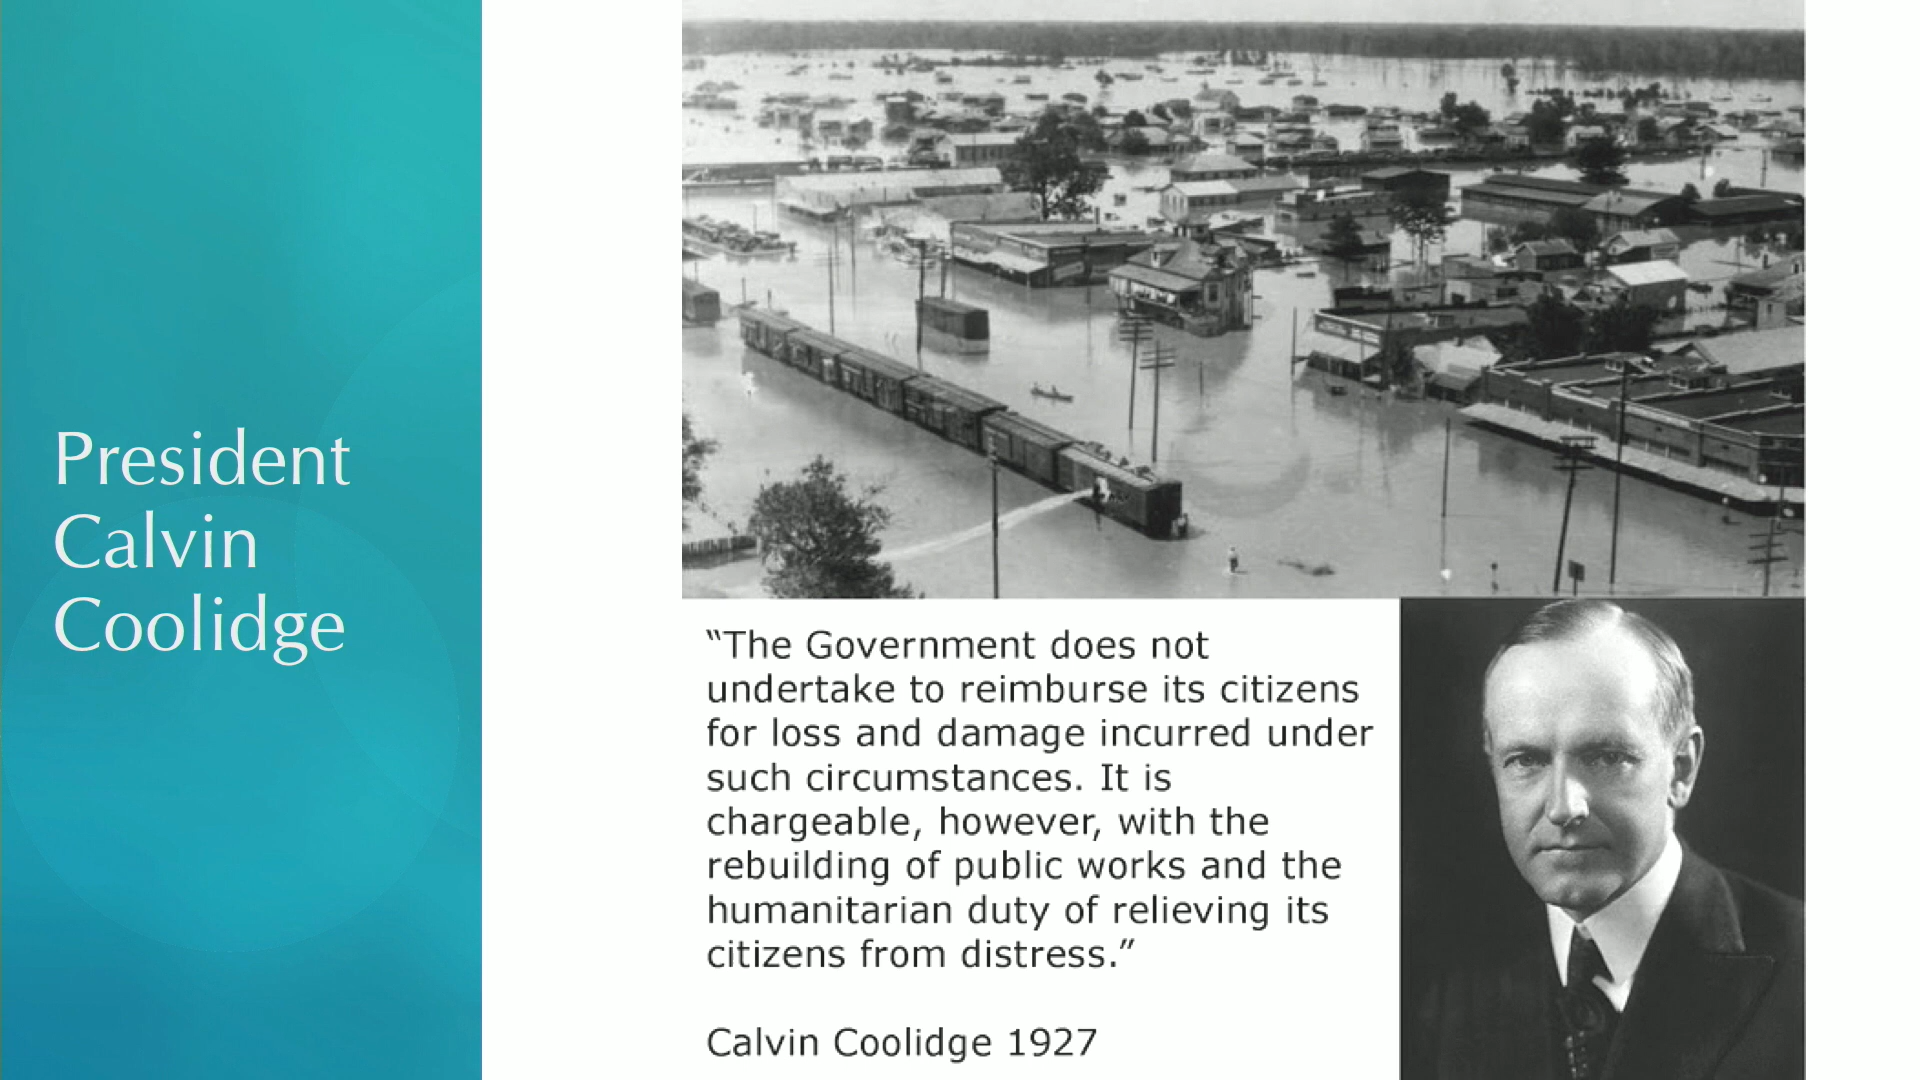 President
Calvin
Coolidge
“The Government does not
undertake to reimburse its citizens
for loss and damage incurred under
such circumstances. It is
chargeable, however, with the
rebuilding of public works and the
humanitarian duty of relieving its
citizens from distress.”
Calvin Coolidge 1927